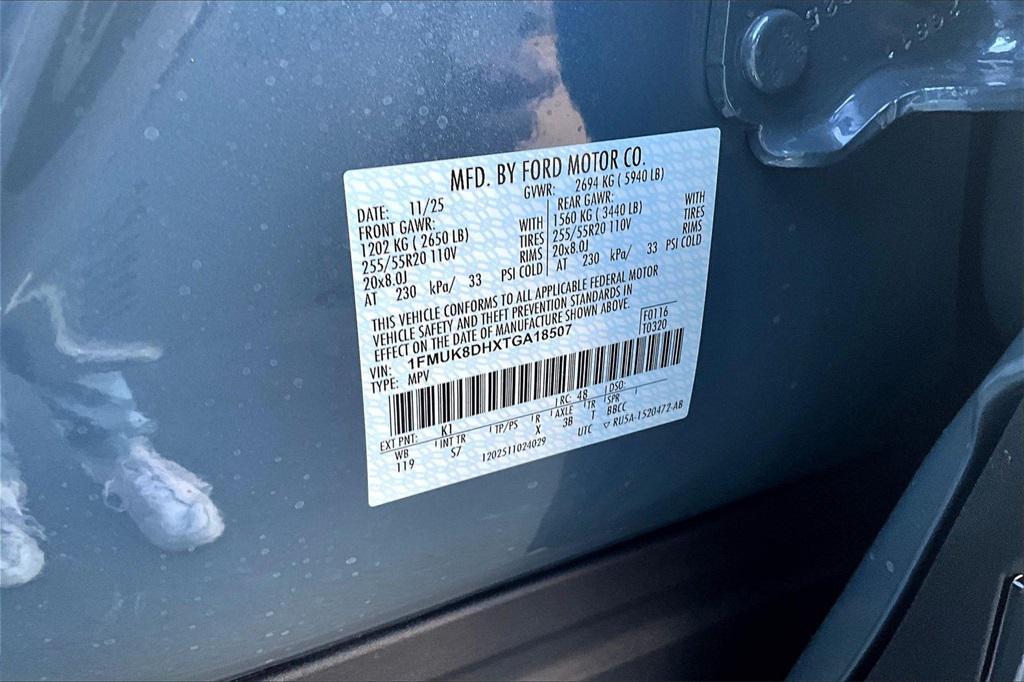 MFD. BY FORD MOTOR CO.
DATE: 11/25
GVWR: 2694 KG ( 5940 LB)
FRONT GAWR:
1202 KG ( 2650 LB) WITH
255/55R20 110V TIRES
20x8.0J RIMS
AT 230 kPa/ 33 PSI COLD
REAR GAWR:
1560 KG ( 3440 LB) WITH
255/55R20 110V TIRES
20x8.0J RIMS
AT 230 kPa/ 33 PSI COLD
THIS VEHICLE CONFORMS TO ALL APPLICABLE FEDERAL MOTOR
VEHICLE SAFETY AND THEFT PREVENTION STANDARDS IN
EFFECT ON THE DATE OF MANUFACTURE SHOWN ABOVE.
VIN: 1FMUK8DHXTGA18507
TYPE: MPV
F0116
T0320
EXT PNT: K1 RC: 48 DSO:
WB INT TR TP/PS R AXLE TR SPR
119 S7 X 3B T BBCC
1202511024029 UTC ▽ RU5A-1520472-AB